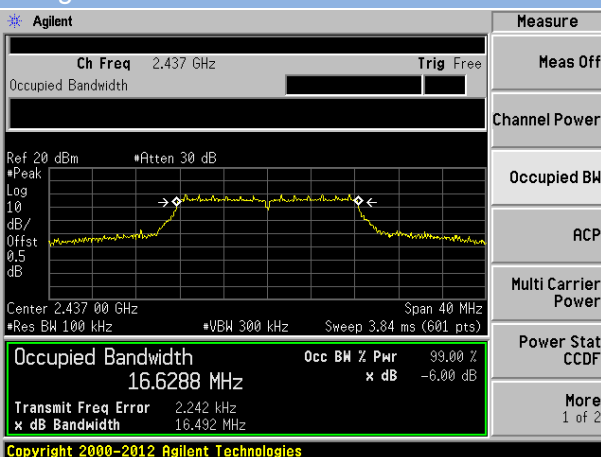 Agilent
Measure
Ch Freq 2.437 GHz Trig Free
Occupied Bandwidth
Meas Off
Channel Power
Occupied BW
ACP
Multi Carrier
Power
Power Stat
CCDF
More
1 of 2
Ref 20 dBm #Atten 30 dB
#Peak
Log
10
dB/
Offst
0.5
dB
Center 2.437 00 GHz Span 40 MHz
#Res BW 100 kHz #VBW 300 kHz Sweep 3.84 ms (601 pts)
Occupied Bandwidth Occ BW % Pwr 99.00 %
16.6288 MHz x dB -6.00 dB
Transmit Freq Error 2.242 kHz
x dB Bandwidth 16.492 MHz
Copyright 2000-2012 Agilent Technologies